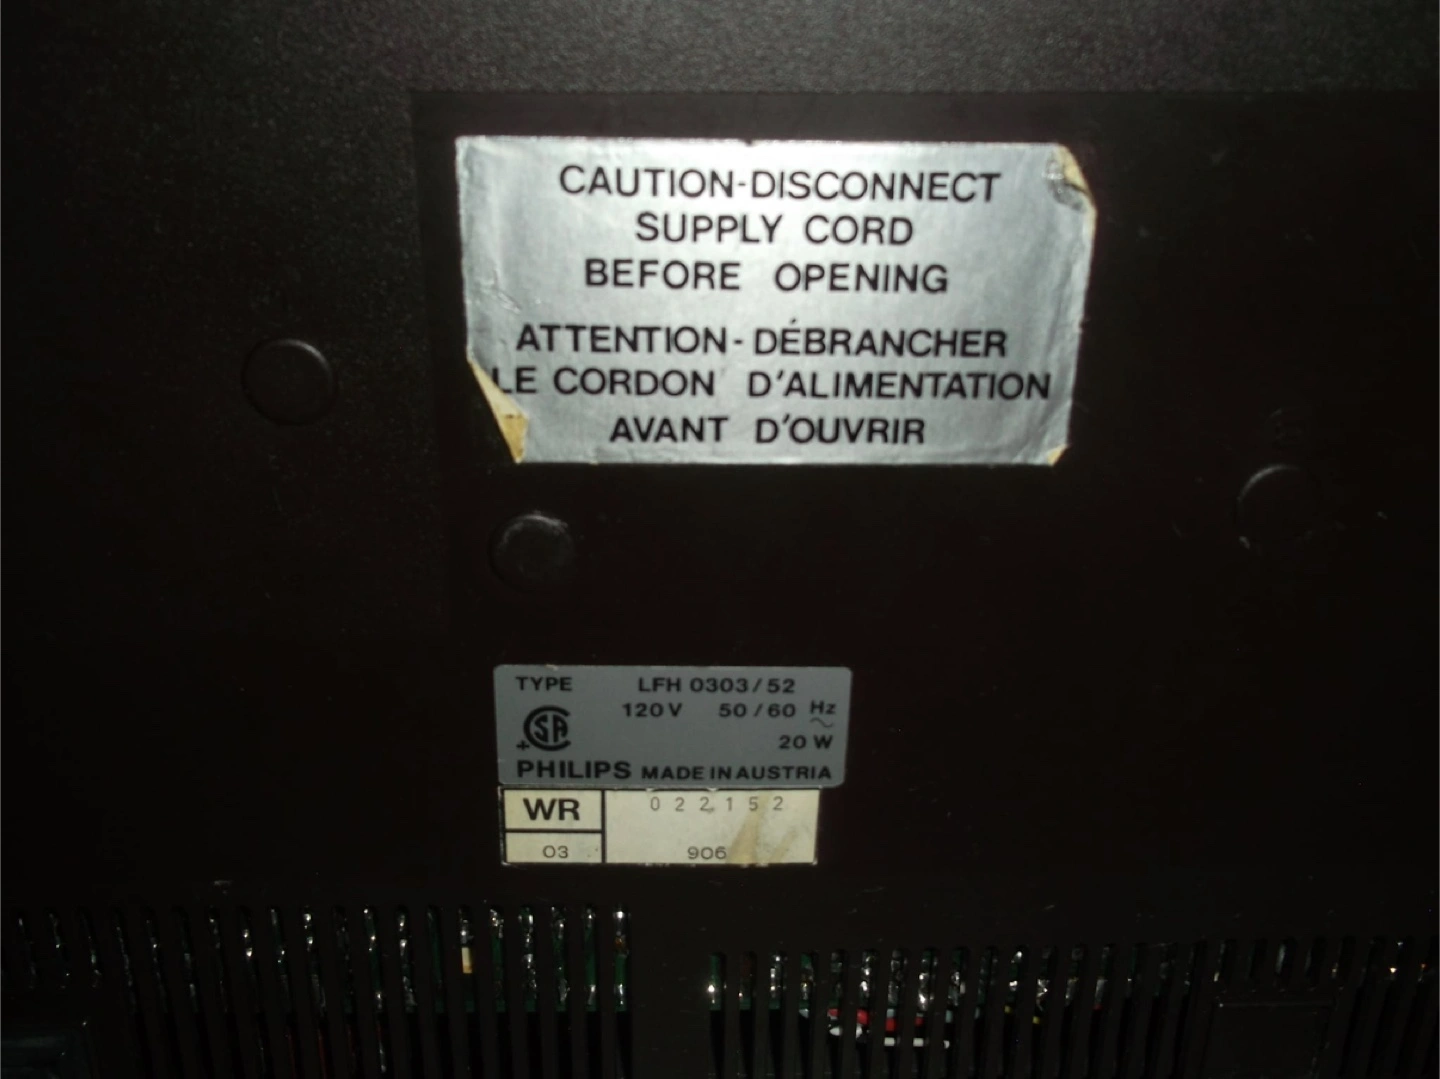 CAUTION-DISCONNECT
SUPPLY CORD
BEFORE OPENING
ATTENTION-DÉBRANCHER
LE CORDON D'ALIMENTATION
AVANT D'OUVRIR
TYPE LFH 0303/52
120V 50/60 Hz
20 W
PHILIPS MADE IN AUSTRIA
WR 022152
03 906